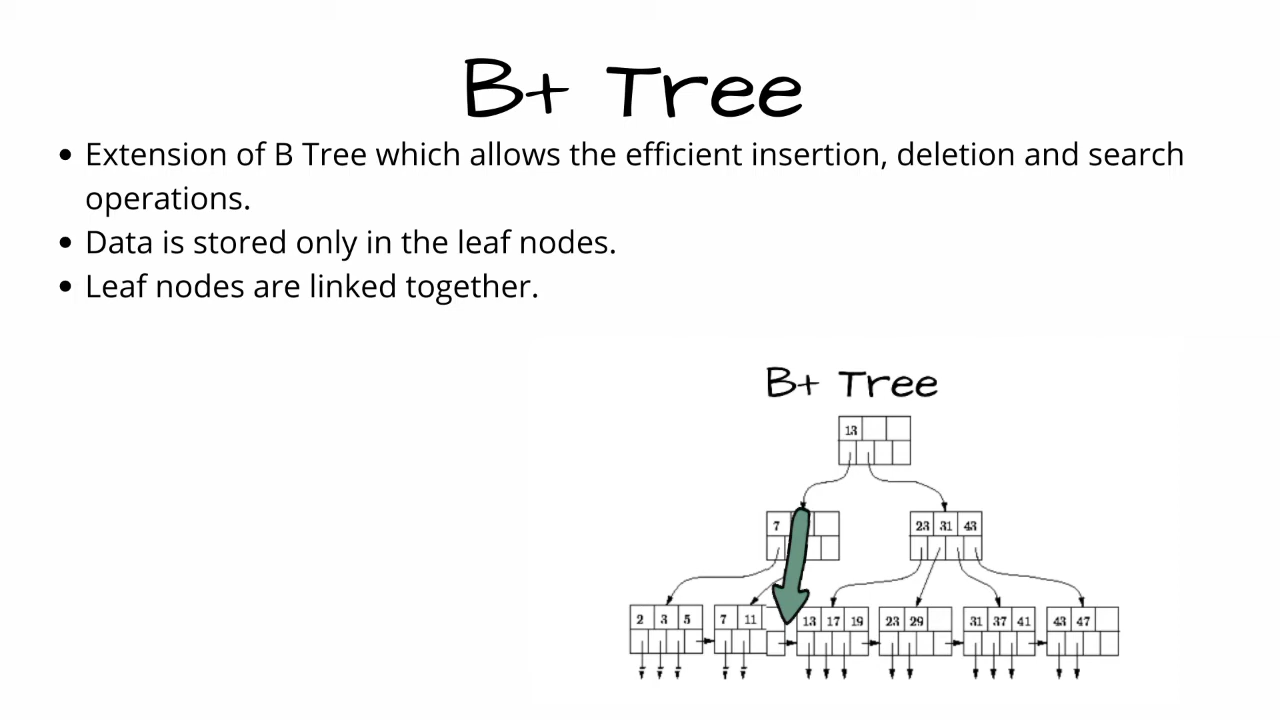 B+ Tree
• Extension of B Tree which allows the efficient insertion, deletion and search
operations.
• Data is stored only in the leaf nodes.
• Leaf nodes are linked together.
B+ Tree
13
7
23 31 43
2 3 5
7 11
13 17 19
23 29
31 37 41
43 47